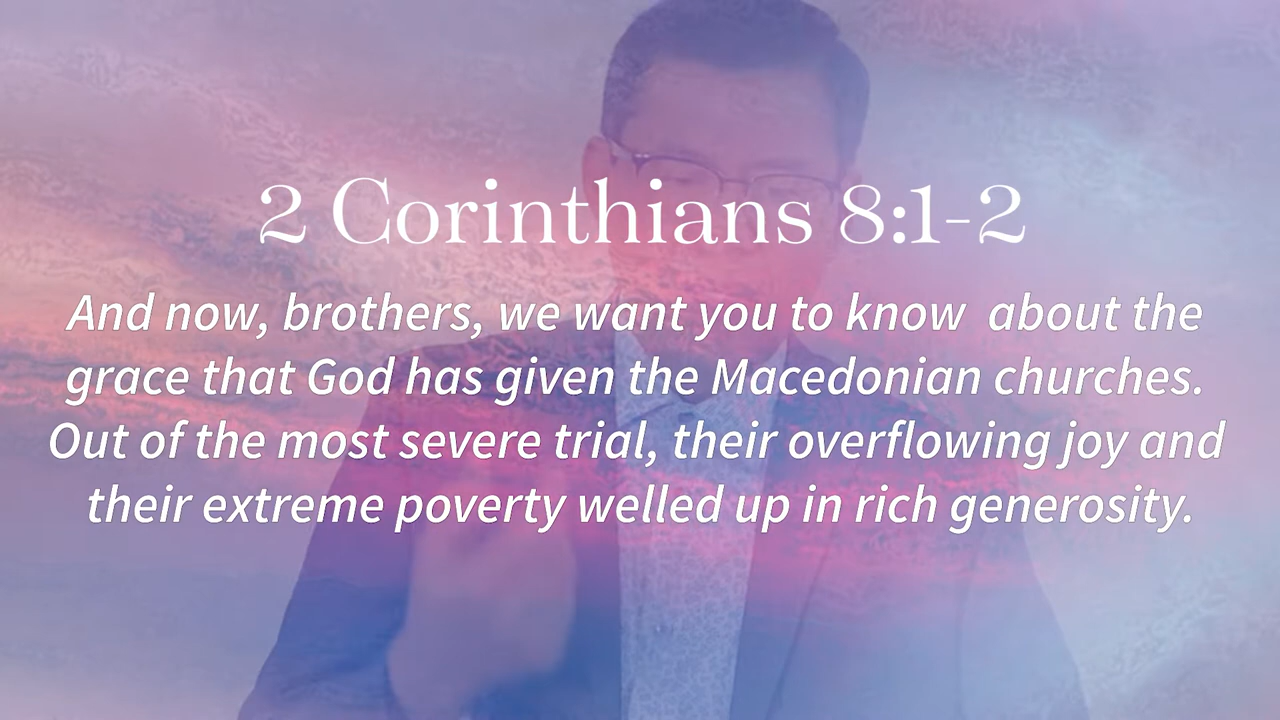 2 Corinthians 8:1-2
And now, brothers, we want you to know  about the
grace that God has given the Macedonian churches.
Out of the most severe trial, their overflowing joy and
their extreme poverty welled up in rich generosity.